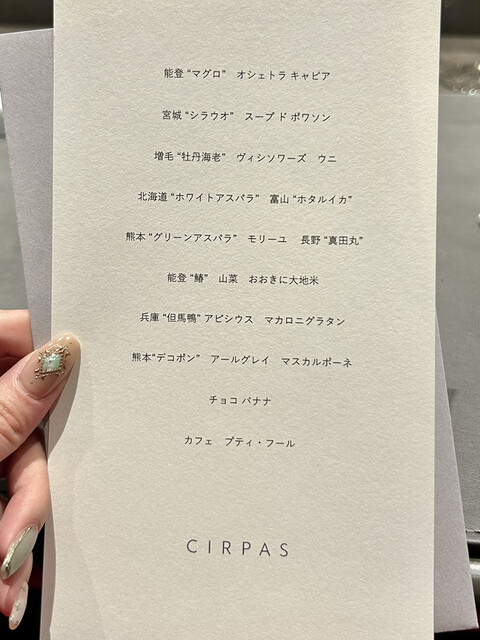 能登 “マグロ”　オシェトラ キャビア
宮城 “シラウオ”　スープ ド ポワソン
増毛 “牡丹海老”　ヴィシソワーズ　ウニ
北海道 “ホワイトアスパラ”　富山 “ホタルイカ”
熊本 “グリーンアスパラ”　モリーユ　長野 “真田丸”
能登 “鰆”　山菜　おおきに大地米
兵庫 “但馬鴨” アピシウス　マカロニグラタン
熊本“デコポン”　アールグレイ　マスカルポーネ
チョコ バナナ
カフェ　プティ・フール
CIRPAS